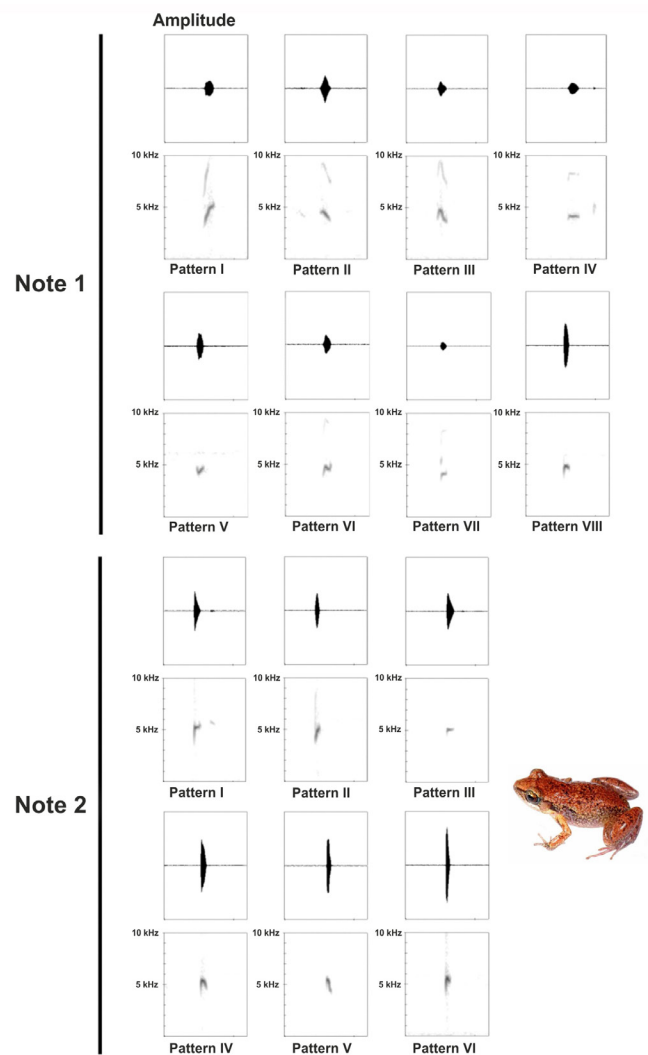 Amplitude
Note 1
10 kHz 10 kHz 10 kHz 10 kHz
5 kHz 5 kHz 5 kHz 5 kHz
Pattern I Pattern II Pattern III Pattern IV
10 kHz 10 kHz 10 kHz 10 kHz
5 kHz 5 kHz 5 kHz 5 kHz
Pattern V Pattern VI Pattern VII Pattern VIII
Note 2
10 kHz 10 kHz 10 kHz
5 kHz 5 kHz 5 kHz
Pattern I Pattern II Pattern III
10 kHz 10 kHz 10 kHz
5 kHz 5 kHz 5 kHz
Pattern IV Pattern V Pattern VI